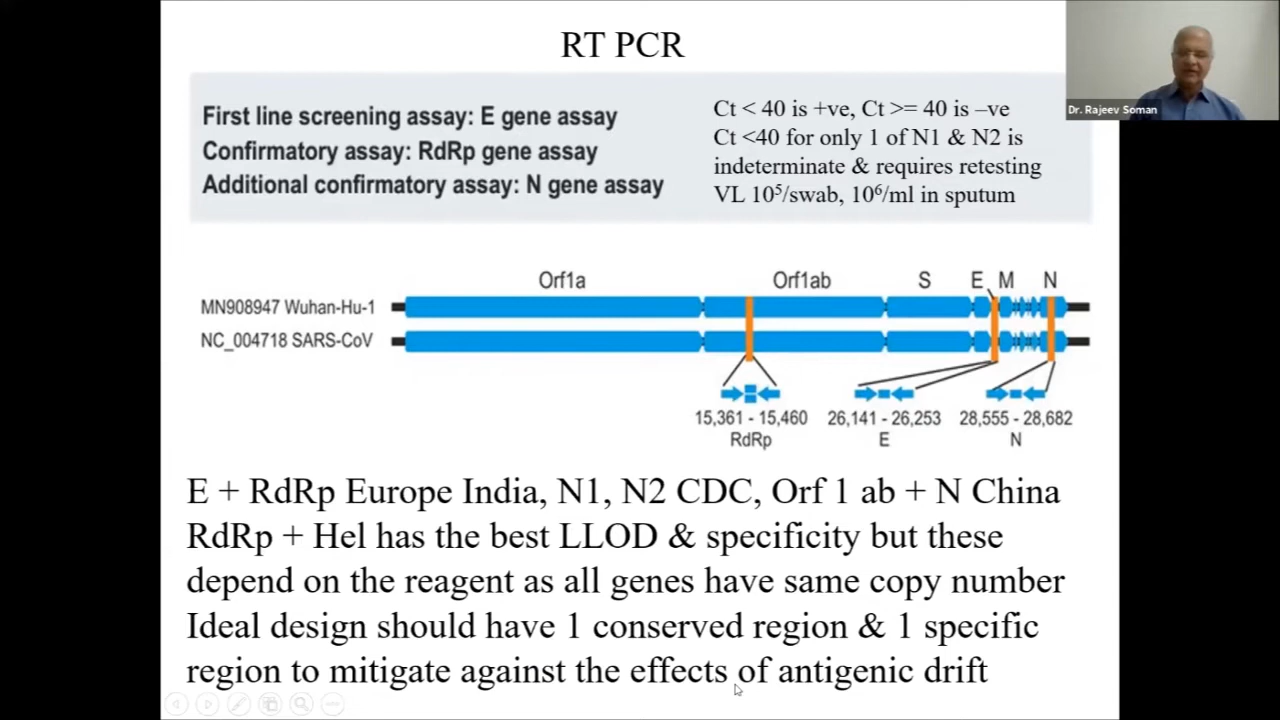 RT PCR
Dr. Rajeev Soman
First line screening assay: E gene assay
Confirmatory assay: RdRp gene assay
Additional confirmatory assay: N gene assay
Ct < 40 is +ve, Ct >= 40 is –ve
Ct <40 for only 1 of N1 & N2 is
indeterminate & requires retesting
VL 10⁵/swab, 10⁶/ml in sputum
Orf1a Orf1ab S E M N
MN908947 Wuhan-Hu-1
NC_004718 SARS-CoV
15,361 - 15,460 26,141 - 26,253 28,555 - 28,682
RdRp E N
E + RdRp Europe India, N1, N2 CDC, Orf 1 ab + N China
RdRp + Hel has the best LLOD & specificity but these
depend on the reagent as all genes have same copy number
Ideal design should have 1 conserved region & 1 specific
region to mitigate against the effects of antigenic drift